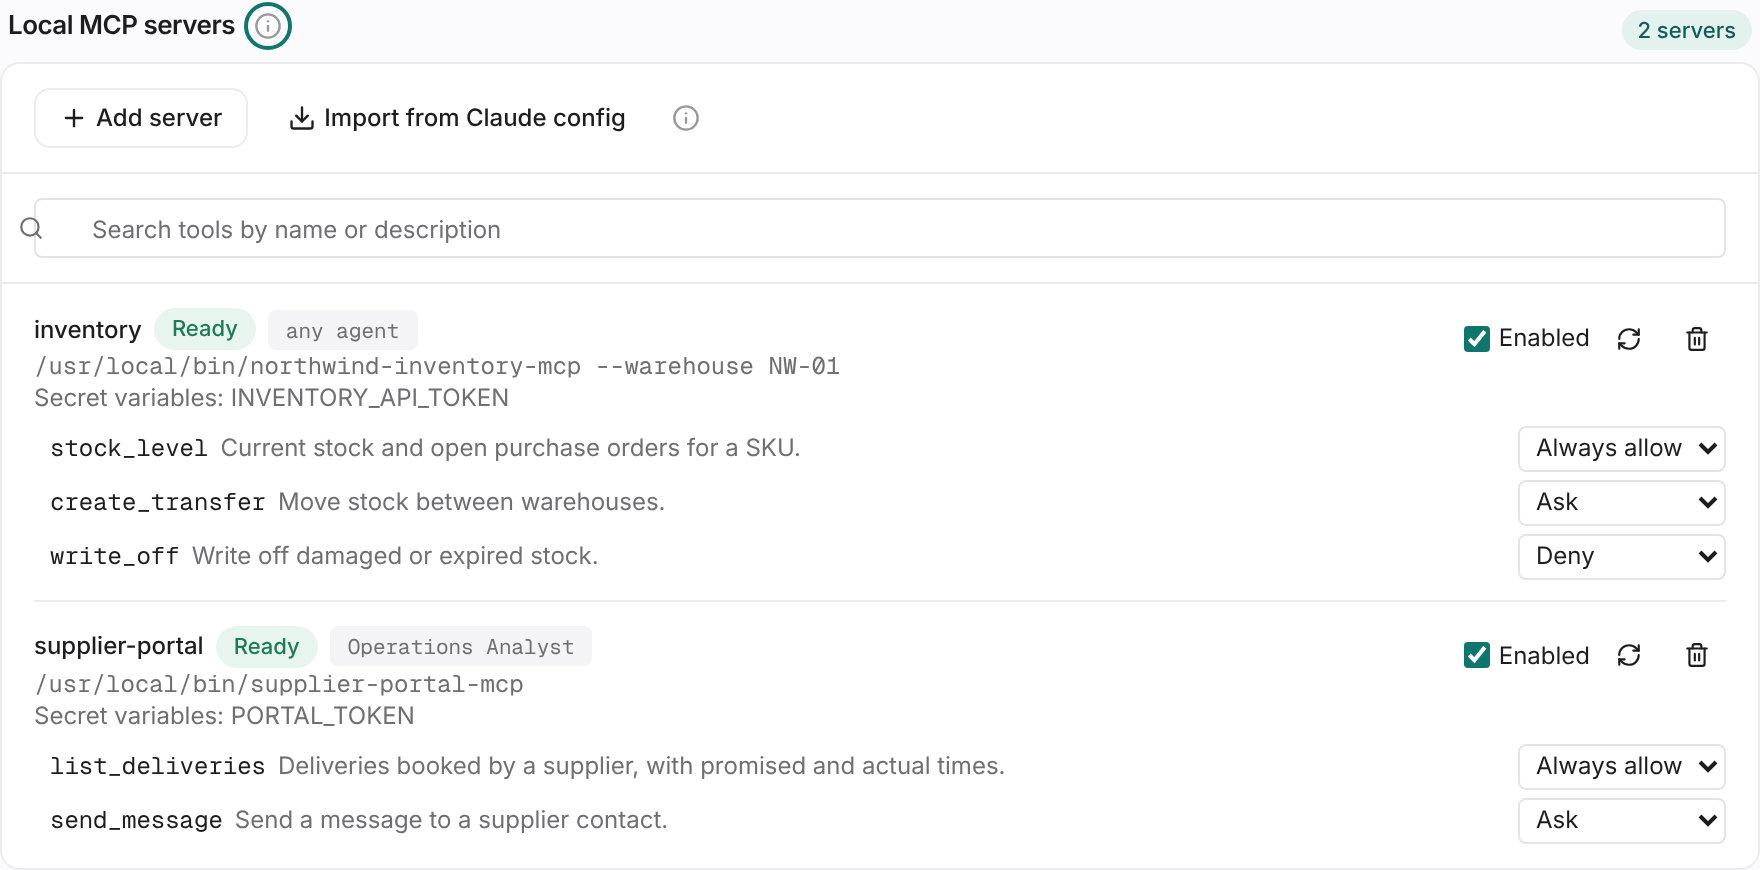 Local MCP servers
2 servers
Add server
Import from Claude config
Search tools by name or description
inventory Ready any agent
Enabled
/usr/local/bin/northwind-inventory-mcp --warehouse NW-01
Secret variables: INVENTORY_API_TOKEN
stock_level Current stock and open purchase orders for a SKU.
Always allow
create_transfer Move stock between warehouses.
Ask
write_off Write off damaged or expired stock.
Deny
supplier-portal Ready Operations Analyst
Enabled
/usr/local/bin/supplier-portal-mcp
Secret variables: PORTAL_TOKEN
list_deliveries Deliveries booked by a supplier, with promised and actual times.
Always allow
send_message Send a message to a supplier contact.
Ask